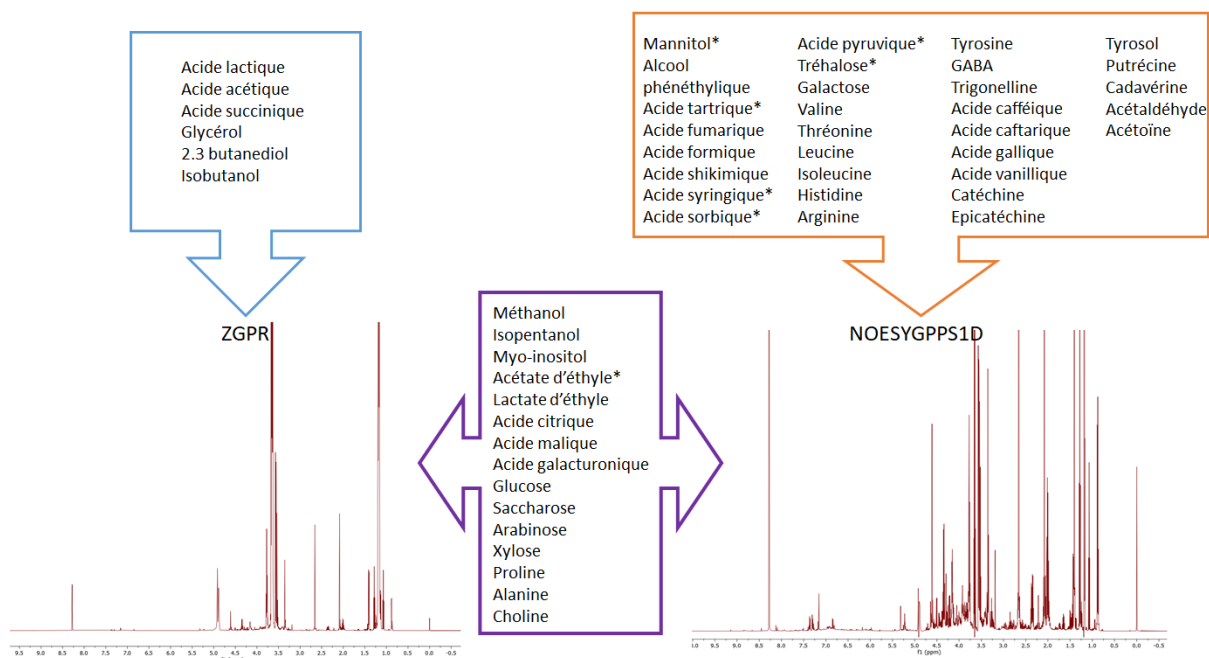 Acide lactique
Acide acétique
Acide succinique
Glycérol
2.3 butanediol
Isobutanol
Mannitol*
Alcool
phénéthylique
Acide tartrique*
Acide fumarique
Acide formique
Acide shikimique
Acide syringique*
Acide sorbique*
Acide pyruvique*
Tréhalose*
Galactose
Valine
Thréonine
Leucine
Isoleucine
Histidine
Arginine
Tyrosine
GABA
Trigonelline
Acide cafféique
Acide caftarique
Acide gallique
Acide vanillique
Catéchine
Epicatéchine
Tyrosol
Putrécine
Cadavérine
Acétaldéhyde
Acétoïne
ZGPR
Méthanol
Isopentanol
Myo-inositol
Acétate d'éthyle*
Lactate d'éthyle
Acide citrique
Acide malique
Acide galacturonique
Glucose
Saccharose
Arabinose
Xylose
Proline
Alanine
Choline
NOESYGPPS1D
9.5 9.0 8.5 8.0 7.5 7.0 6.5 6.0 5.5 5.0 4.5 4.0 3.5 3.0 2.5 2.0 1.5 1.0 0.5 0.0 -0.5
9.5 9.0 8.5 8.0 7.5 7.0 6.5 6.0 5.5 5.0 4.5 4.0 3.5 3.0 2.5 2.0 1.5 1.0 0.5 0.0 -0.5
f1 (ppm)